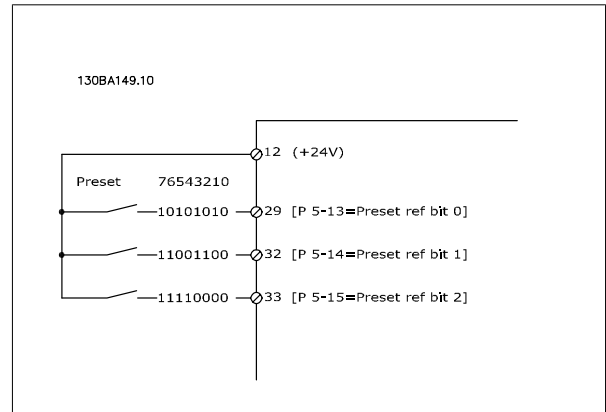 130BA149.10
12 (+24V)
Preset 76543210
10101010 29 [P 5-13=Preset ref bit 0]
11001100 32 [P 5-14=Preset ref bit 1]
11110000 33 [P 5-15=Preset ref bit 2]